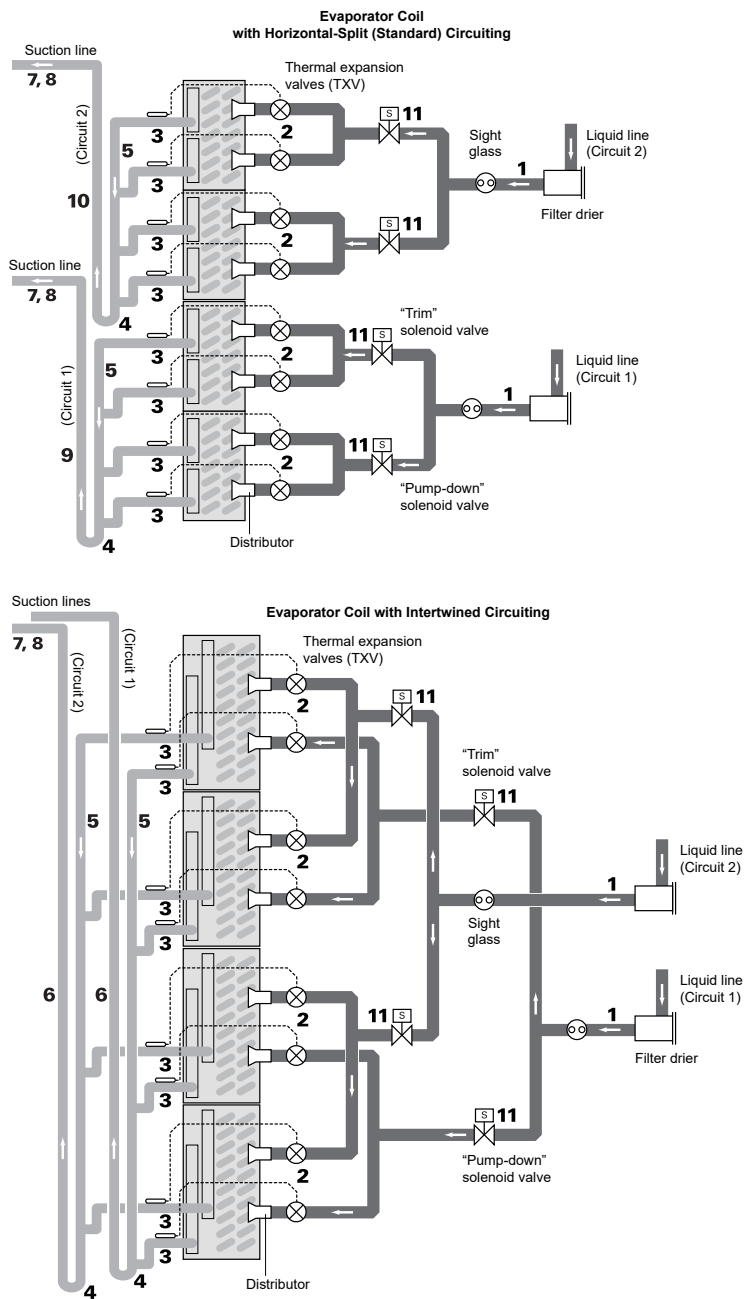 Evaporator Coil
with Horizontal-Split (Standard) Circuiting
Suction line
7, 8
(Circuit 2)
Thermal expansion
valves (TXV)
3
2
S
11
Sight
glass
1
Liquid line
(Circuit 2)
5
3
10
Filter drier
3
2
S
11
Suction line
7, 8
3
4
"Trim"
solenoid valve
3
2
11
S
Liquid line
(Circuit 1)
5
(Circuit 1)
3
1
9
3
2
11
S
3
"Pump-down"
solenoid valve
4
Distributor
Suction lines
Evaporator Coil with Intertwined Circuiting
7, 8
(Circuit 2)
(Circuit 1)
Thermal expansion
valves (TXV)
2
S
11
3
3
"Trim"
solenoid valve
S
11
5
5
2
Liquid line
(Circuit 2)
1
3
3
Sight
glass
6
6
2
11
S
Liquid line
(Circuit 1)
1
3
3
Filter drier
S
11
2
"Pump-down"
solenoid valve
3
3
4
4
Distributor